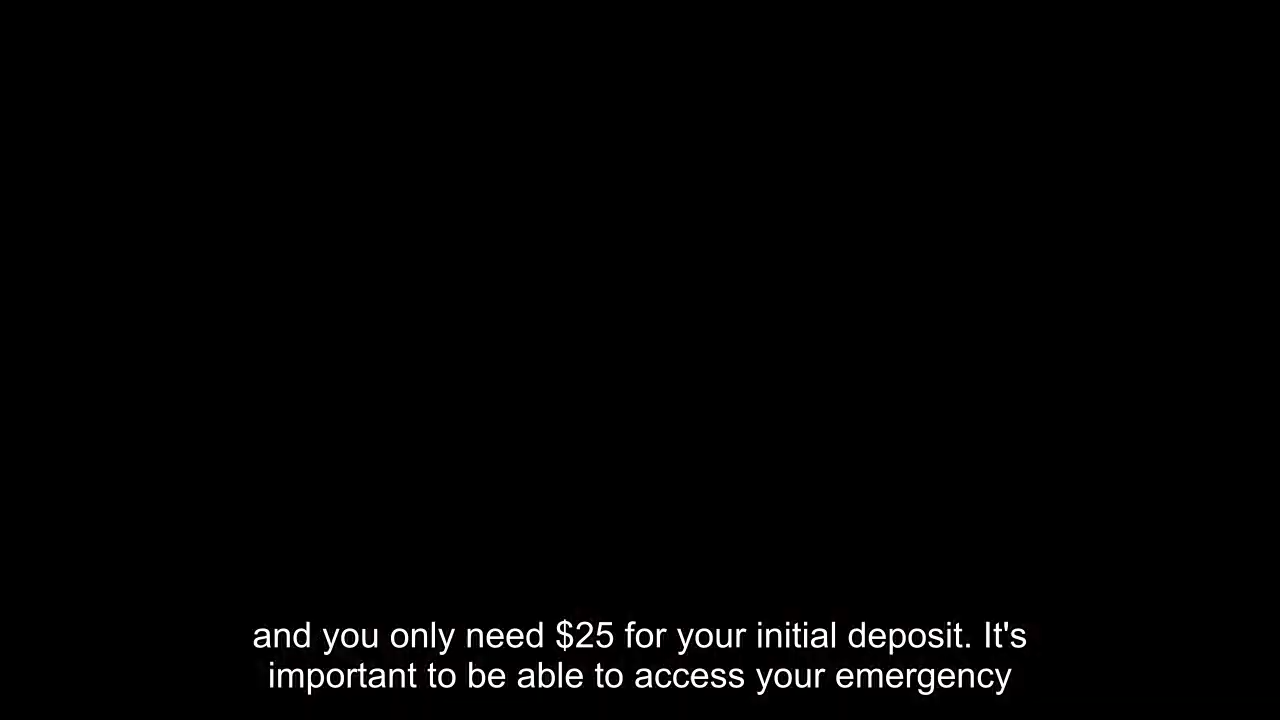 and you only need $25 for your initial deposit. It's
important to be able to access your emergency